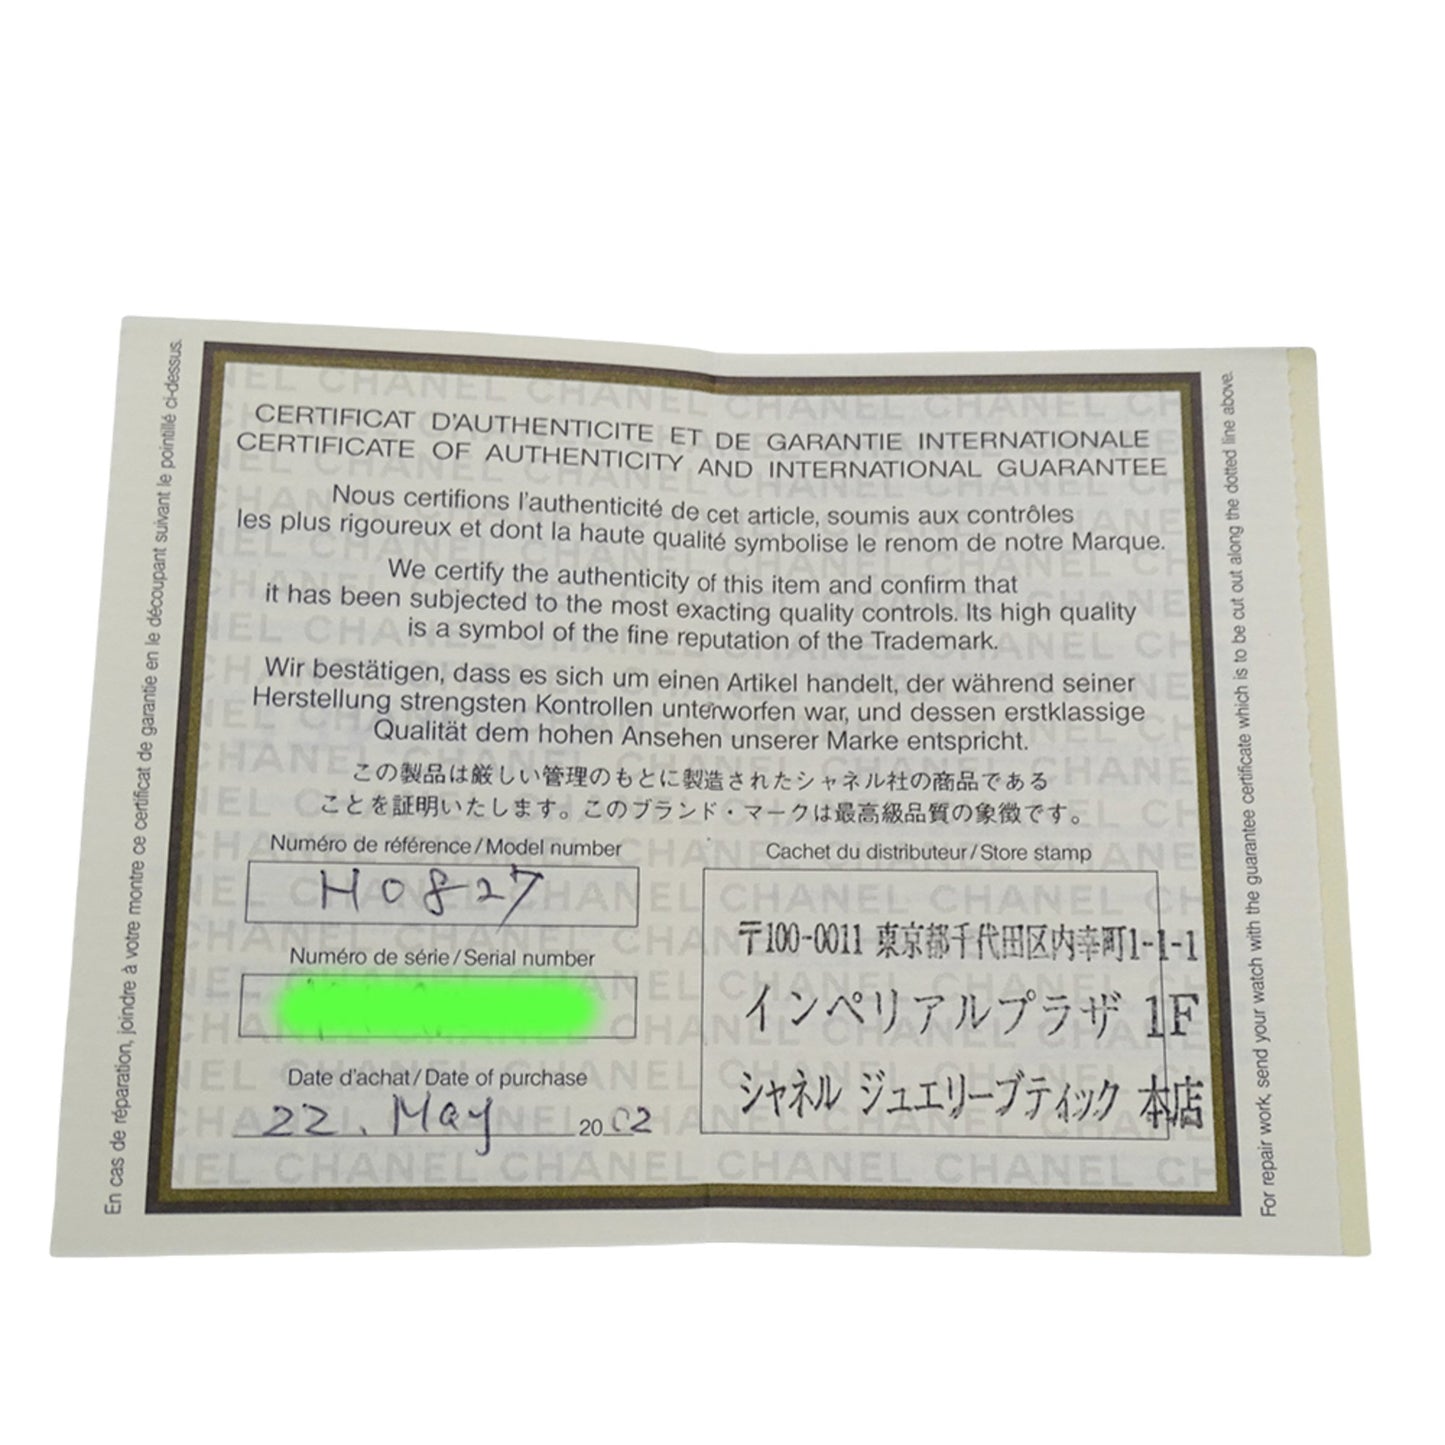 En cas de réparation, joindre à votre montre ce certificat de garantie en le découpant suivant le pointillé ci-dessus.
CERTIFICAT D'AUTHENTICITE ET DE GARANTIE INTERNATIONALE
CERTIFICATE OF AUTHENTICITY AND INTERNATIONAL GUARANTEE
Nous certifions l'authenticité de cet article, soumis aux contrôles
les plus rigoureux et dont la haute qualité symbolise le renom de notre Marque.
We certify the authenticity of this item and confirm that
it has been subjected to the most exacting quality controls. Its high quality
is a symbol of the fine reputation of the Trademark.
Wir bestätigen, dass es sich um einen Artikel handelt, der während seiner
Herstellung strengsten Kontrollen unterworfen war, und dessen erstklassige
Qualität dem hohen Ansehen unserer Marke entspricht.
この製品は厳しい管理のもとに製造されたシャネル社の商品である
ことを証明いたします。このブランド・マークは最高級品質の象徴です。
Numéro de référence/Model number
H0827
Numéro de série/Serial number
Date d'achat/Date of purchase
22. May 2002
Cachet du distributeur/Store stamp
〒100-0011 東京都千代田区内幸町1-1-1
インペリアルプラザ 1F
シャネル ジュエリーブティック 本店
For repair work, send your watch with the guarantee certificate which is to be cut out along the dotted line above.